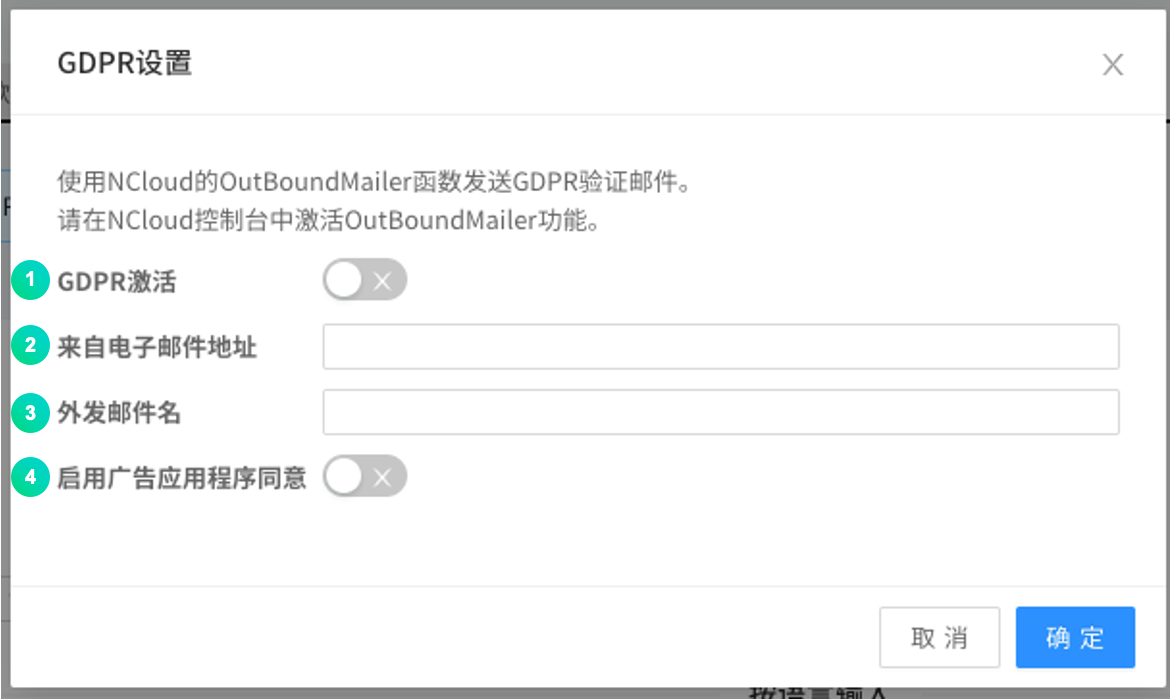 GDPR设置
使用NCloud的OutBoundMailer函数发送GDPR验证邮件。
请在NCloud控制台中激活OutBoundMailer功能。
1 GDPR激活
2 来自电子邮件地址
3 外发邮件名
4 启用广告应用程序同意
取 消 确 定
按语言输入